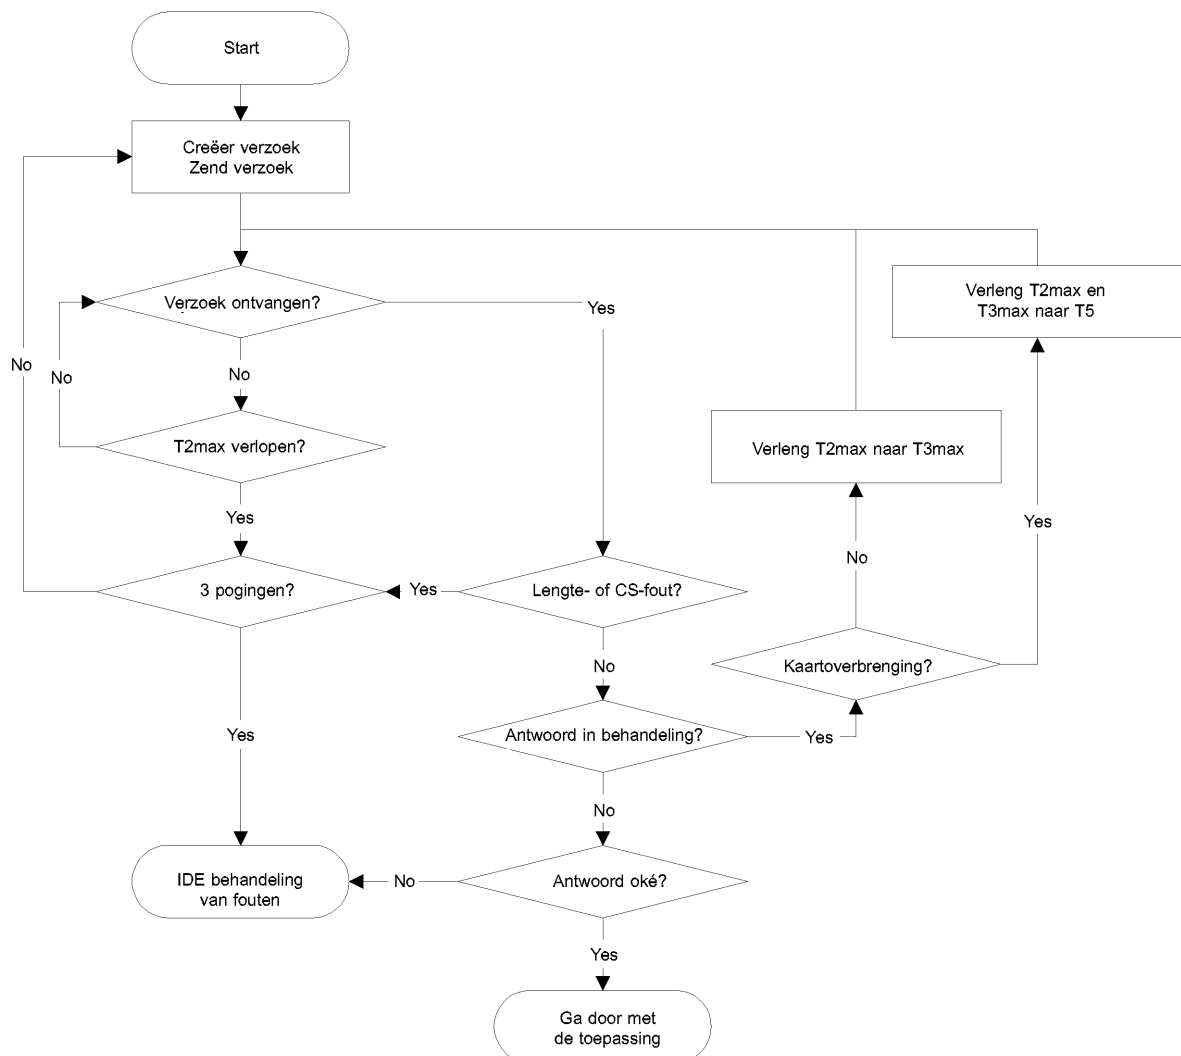 Start
Creëer verzoek
Zend verzoek
Verzoek ontvangen?
Yes
Verleng T2max en
T3max naar T5
No
No
No
T2max verlopen?
Verleng T2max naar T3max
Yes
Yes
No
3 pogingen?
Yes
Lengte- of CS-fout?
No
Kaartoverbrenging?
Yes
Antwoord in behandeling?
Yes
No
IDE behandeling
van fouten
No
Antwoord oké?
Yes
Ga door met
de toepassing